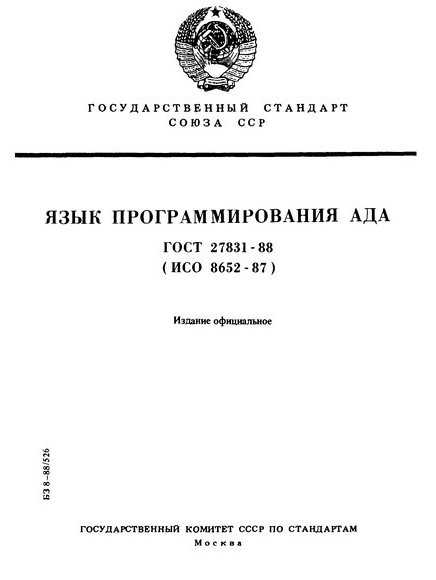 ГОСУДАРСТВЕННЫЙ СТАНДАРТ
СОЮЗА ССР
ЯЗЫК ПРОГРАММИРОВАНИЯ АДА
ГОСТ 27831-88
(ИСО 8652-87)
Издание официальное
БЗ 8-88/526
ГОСУДАРСТВЕННЫЙ КОМИТЕТ СССР ПО СТАНДАРТАМ
Москва